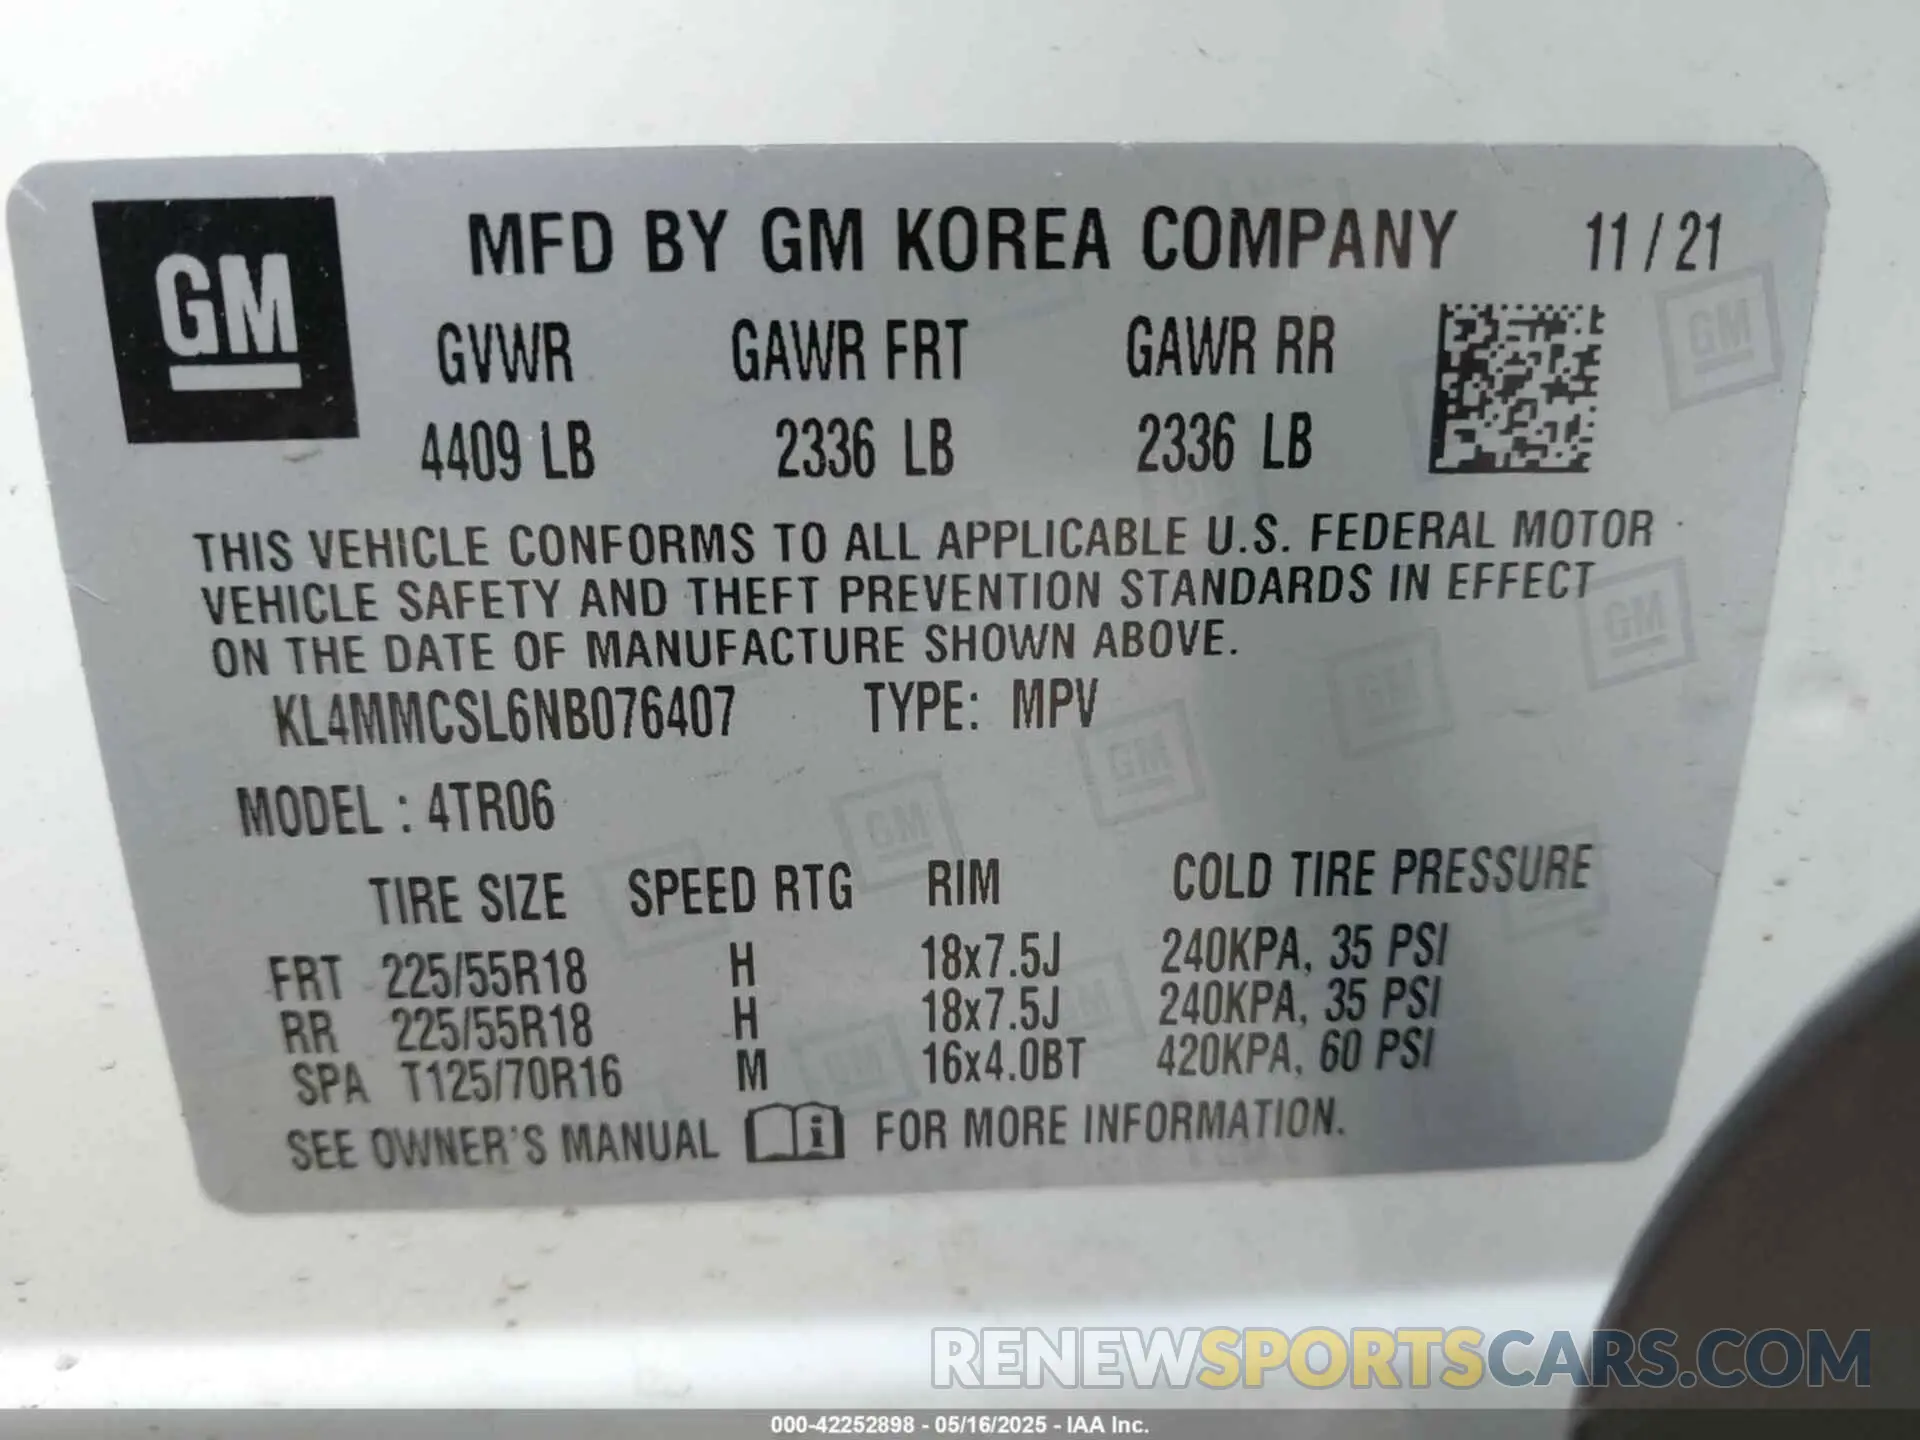 GM
MFD BY GM KOREA COMPANY 11 / 21
GVWR GAWR FRT GAWR RR
4409 LB 2336 LB 2336 LB
THIS VEHICLE CONFORMS TO ALL APPLICABLE U.S. FEDERAL MOTOR
VEHICLE SAFETY AND THEFT PREVENTION STANDARDS IN EFFECT
ON THE DATE OF MANUFACTURE SHOWN ABOVE.
KL4MMCSL6NB076407 TYPE: MPV
MODEL : 4TR06
TIRE SIZE SPEED RTG RIM COLD TIRE PRESSURE
FRT 225/55R18 H 18x7.5J 240KPA, 35 PSI
RR 225/55R18 H 18x7.5J 240KPA, 35 PSI
SPA T125/70R16 M 16x4.0BT 420KPA, 60 PSI
SEE OWNER'S MANUAL i FOR MORE INFORMATION.
RENEWSPORTSCARS.COM
000-42252898 - 05/16/2025 - IAA Inc.